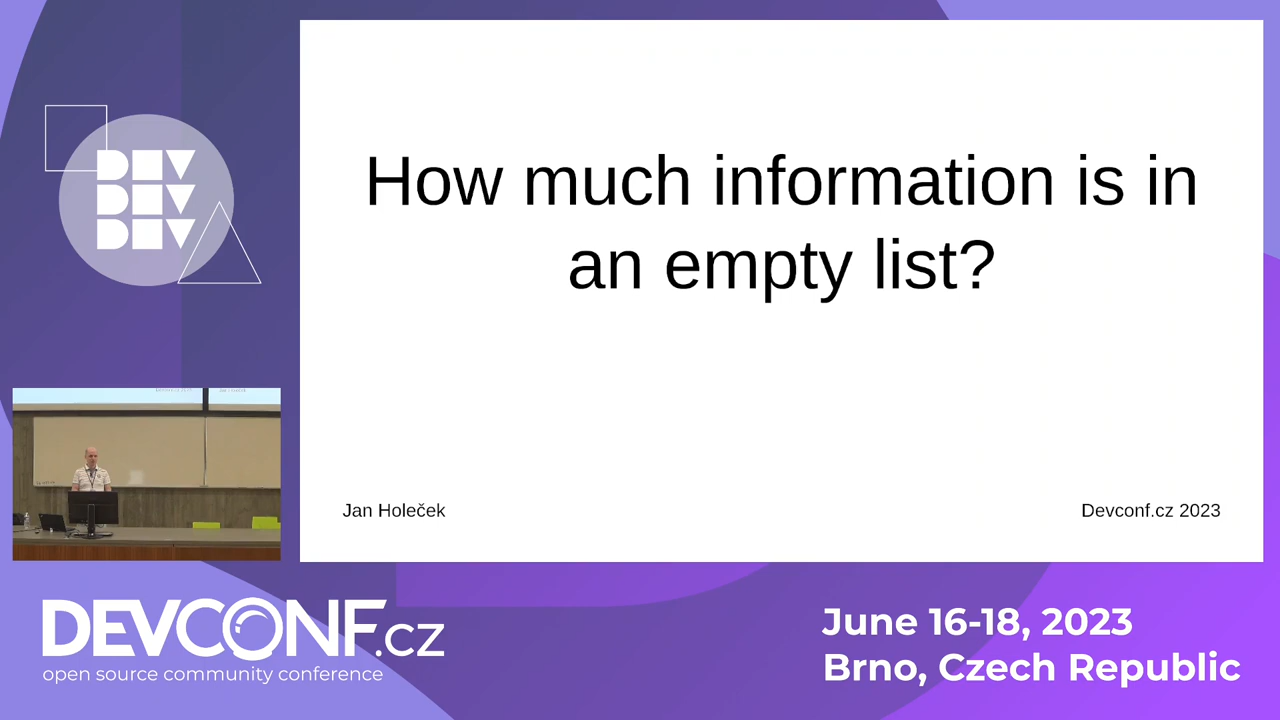 DEV
DEV
DEV
How much information is in
an empty list?
Jan Holeček
Devconf.cz 2023
DEVCONF.cz
open source community conference
June 16-18, 2023
Brno, Czech Republic